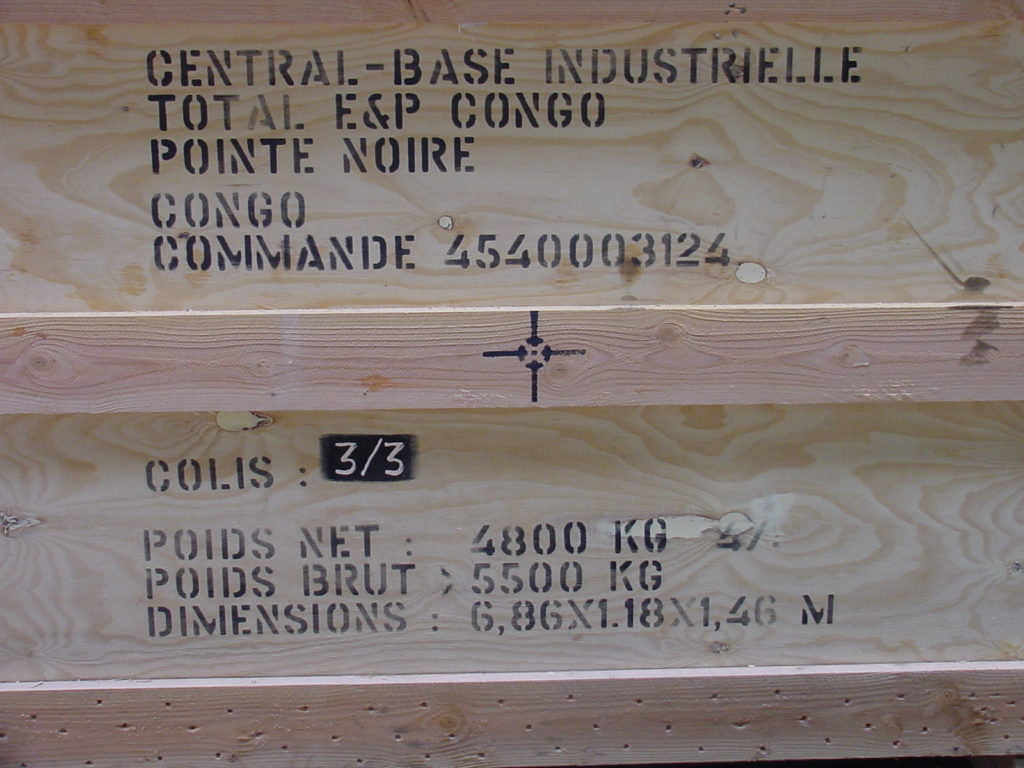 CENTRAL-BASE INDUSTRIELLE
TOTAL E&P CONGO
POINTE NOIRE
CONGO
COMMANDE 4540003124
COLIS : 3/3
POIDS NET : 4800 KG
POIDS BRUT : 5500 KG
DIMENSIONS : 6,86X1.18X1,46 M